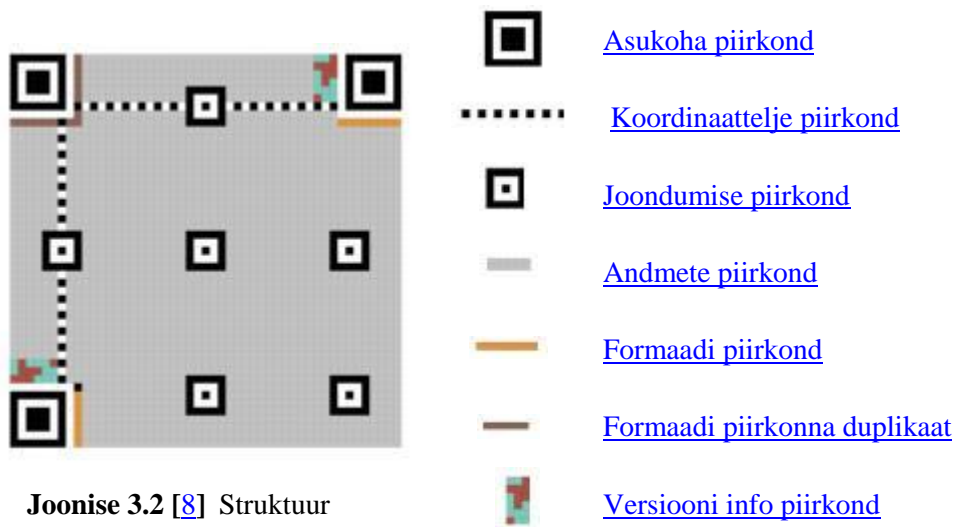 Asukoha piirkond
Koordinaattelje piirkond
Joondumise piirkond
Andmete piirkond
Formaadi piirkond
Formaadi piirkonna duplikaat
Versiooni info piirkond
Joonise 3.2 [8] Struktuur